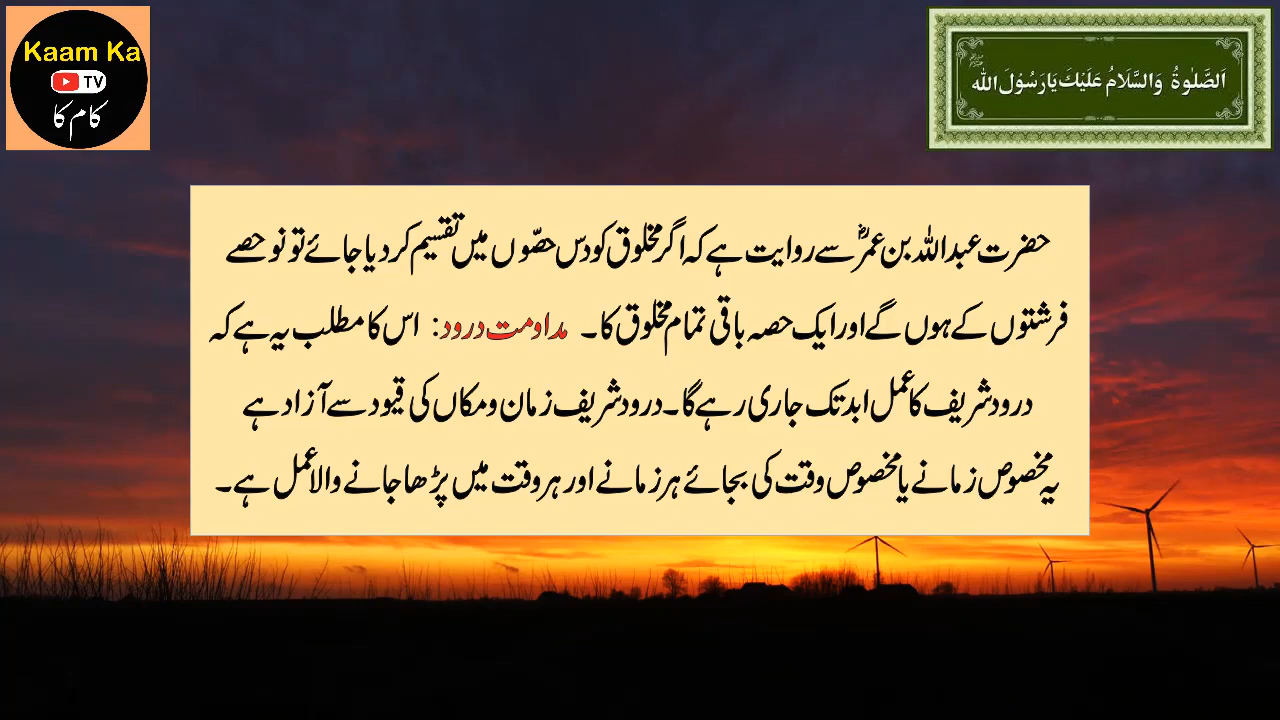 Kaam Ka
TV
کام کا
اَلصَّلٰوةُ وَالسَّلَامُ عَلَيْكَ يَا رَسُوْلَ اللّٰه
حضرت عبداللہ بن عمرؓ سے روایت ہے کہ اگر مخلوق کو دس حصّوں میں تقسیم کر دیا جائے تو نو حصے
فرشتوں کے ہوں گے اور ایک حصہ باقی تمام مخلوق کا۔ مداومت درود: اس کا مطلب یہ ہے کہ
درود شریف کا عمل ابد تک جاری رہے گا۔ درود شریف زمان و مکاں کی قیود سے آزاد ہے
یہ مخصوص زمانے یا مخصوص وقت کی بجائے ہر زمانے اور ہر وقت میں پڑھا جانے والا عمل ہے۔